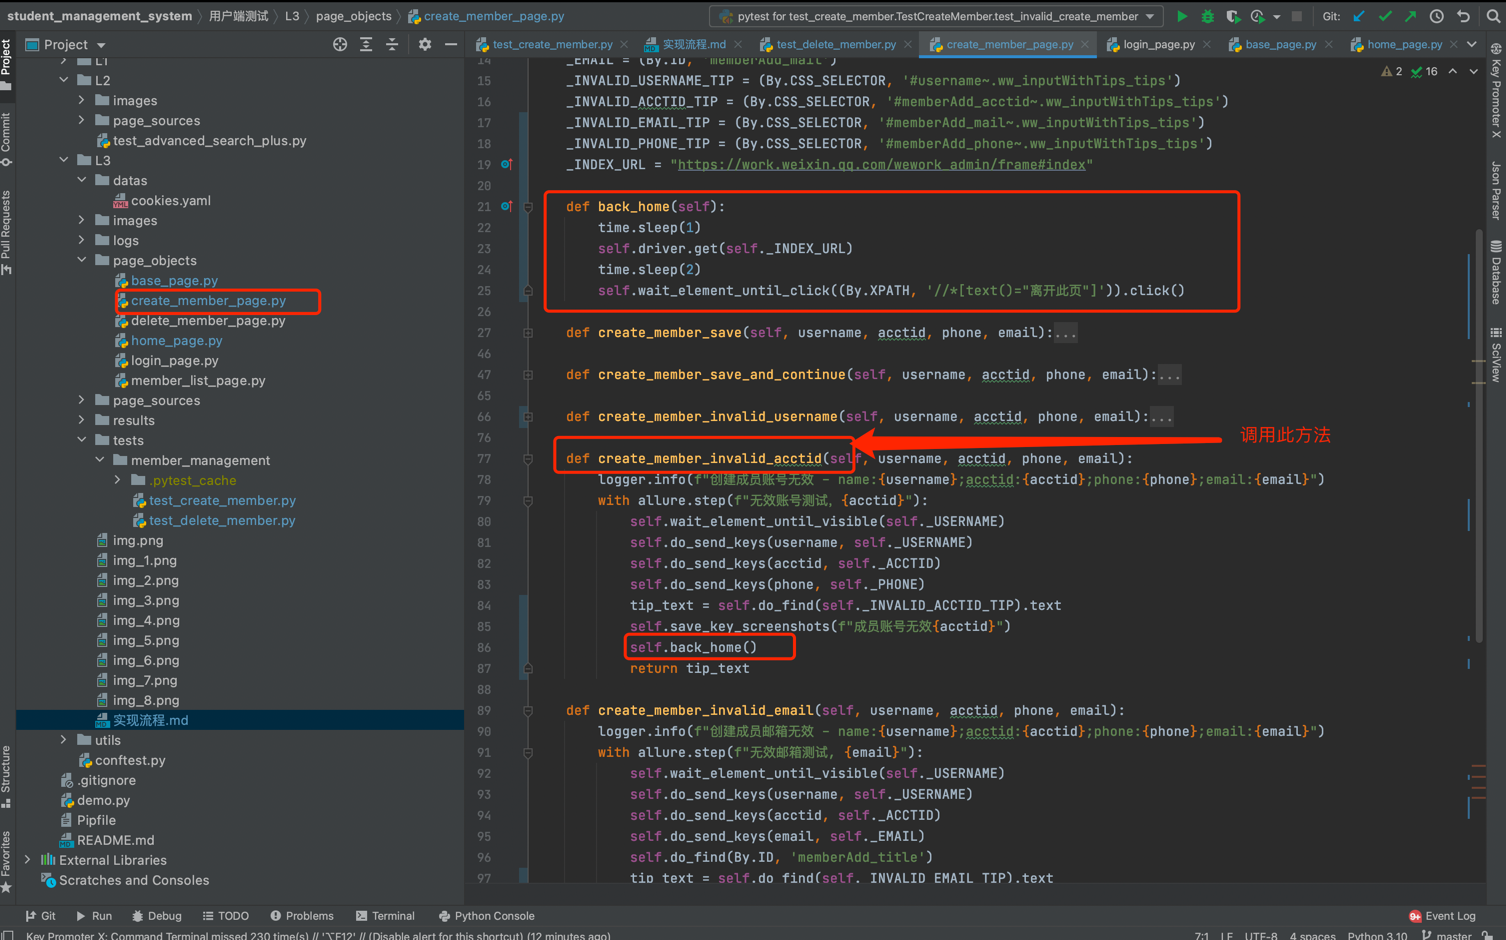 student_management_system 〉 用户端测试 〉 L3 〉 page_objects 〉 create_member_page.py
pytest for test_create_member.TestCreateMember.test_invalid_create_member
Git:
Project
test_create_member.py
实现流程.md
test_delete_member.py
create_member_page.py
login_page.py
base_page.py
home_page.py
Project
Commit
Pull Requests
Structure
Favorites
L1
L2
images
page_sources
test_advanced_search_plus.py
L3
datas
cookies.yaml
images
logs
page_objects
base_page.py
create_member_page.py
delete_member_page.py
home_page.py
login_page.py
member_list_page.py
page_sources
results
tests
member_management
.pytest_cache
test_create_member.py
test_delete_member.py
img.png
img_1.png
img_2.png
img_3.png
img_4.png
img_5.png
img_6.png
img_7.png
img_8.png
实现流程.md
utils
conftest.py
.gitignore
demo.py
Pipfile
README.md
External Libraries
Scratches and Consoles
2 16
14 _EMAIL = (By.ID, 'memberAdd_mail')
15 _INVALID_USERNAME_TIP = (By.CSS_SELECTOR, '#username~.ww_inputWithTips_tips')
16 _INVALID_ACCTID_TIP = (By.CSS_SELECTOR, '#memberAdd_acctid~.ww_inputWithTips_tips')
17 _INVALID_EMAIL_TIP = (By.CSS_SELECTOR, '#memberAdd_mail~.ww_inputWithTips_tips')
18 _INVALID_PHONE_TIP = (By.CSS_SELECTOR, '#memberAdd_phone~.ww_inputWithTips_tips')
19 _INDEX_URL = "https://work.weixin.qq.com/wework_admin/frame#index"
20
21 def back_home(self):
22 time.sleep(1)
23 self.driver.get(self._INDEX_URL)
24 time.sleep(2)
25 self.wait_element_until_click((By.XPATH, '//*[text()="离开此页"]')).click()
26
27 def create_member_save(self, username, acctid, phone, email):...
46
47 def create_member_save_and_continue(self, username, acctid, phone, email):...
65
66 def create_member_invalid_username(self, username, acctid, phone, email):...
76
调用此方法
77 def create_member_invalid_acctid(self, username, acctid, phone, email):
78 logger.info(f"创建成员账号无效 - name:{username};acctid:{acctid};phone:{phone};email:{email}")
79 with allure.step(f"无效账号测试, {acctid}"):
80 self.wait_element_until_visible(self._USERNAME)
81 self.do_send_keys(username, self._USERNAME)
82 self.do_send_keys(acctid, self._ACCTID)
83 self.do_send_keys(phone, self._PHONE)
84 tip_text = self.do_find(self._INVALID_ACCTID_TIP).text
85 self.save_key_screenshots(f"成员账号无效{acctid}")
86 self.back_home()
87 return tip_text
88
89 def create_member_invalid_email(self, username, acctid, phone, email):
90 logger.info(f"创建成员邮箱无效 - name:{username};acctid:{acctid};phone:{phone};email:{email}")
91 with allure.step(f"无效邮箱测试, {email}"):
92 self.wait_element_until_visible(self._USERNAME)
93 self.do_send_keys(username, self._USERNAME)
94 self.do_send_keys(acctid, self._ACCTID)
95 self.do_send_keys(email, self._EMAIL)
96 self.do_find(By.ID, 'memberAdd_title')
97 tip_text = self.do_find(self._INVALID_EMAIL_TIP).text
Key Promoter X
Json Parser
Database
SciView
Git Run Debug TODO Problems Terminal Python Console
9+ Event Log
Key Promoter X: Command Terminal missed 230 time(s) // '⌥F12' // (Disable alert for this shortcut) (12 minutes ago)
7:1 LF UTF-8 4 spaces Python 3.10 master